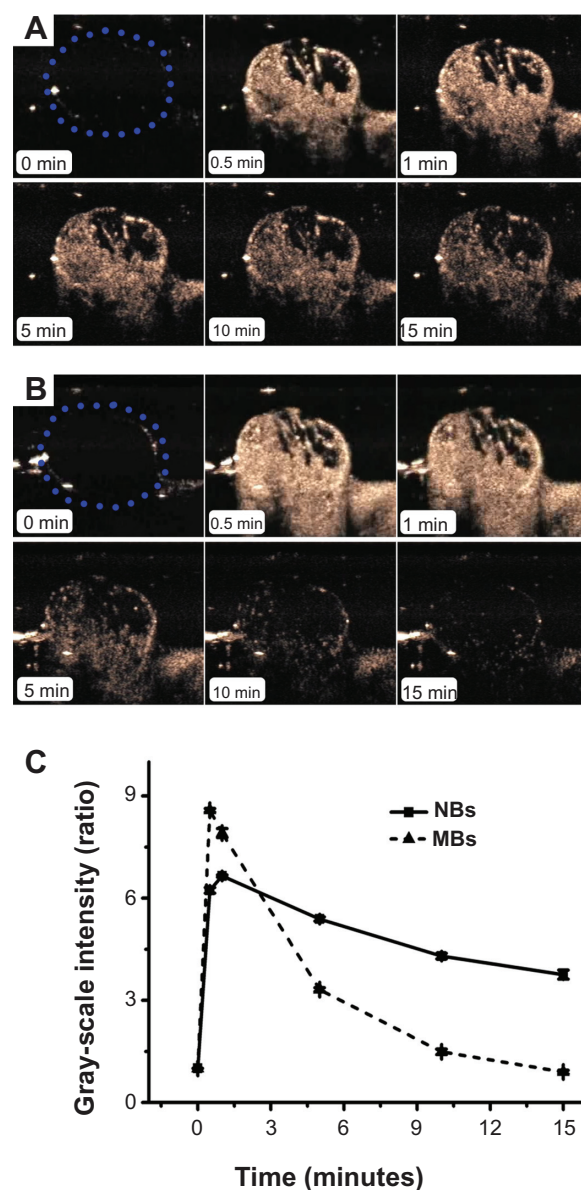 A
0 min
0.5 min
1 min
5 min
10 min
15 min
B
0 min
0.5 min
1 min
5 min
10 min
15 min
C
Gray-scale intensity (ratio)
9
6
3
0
NBs
MBs
0 3 6 9 12 15
Time (minutes)